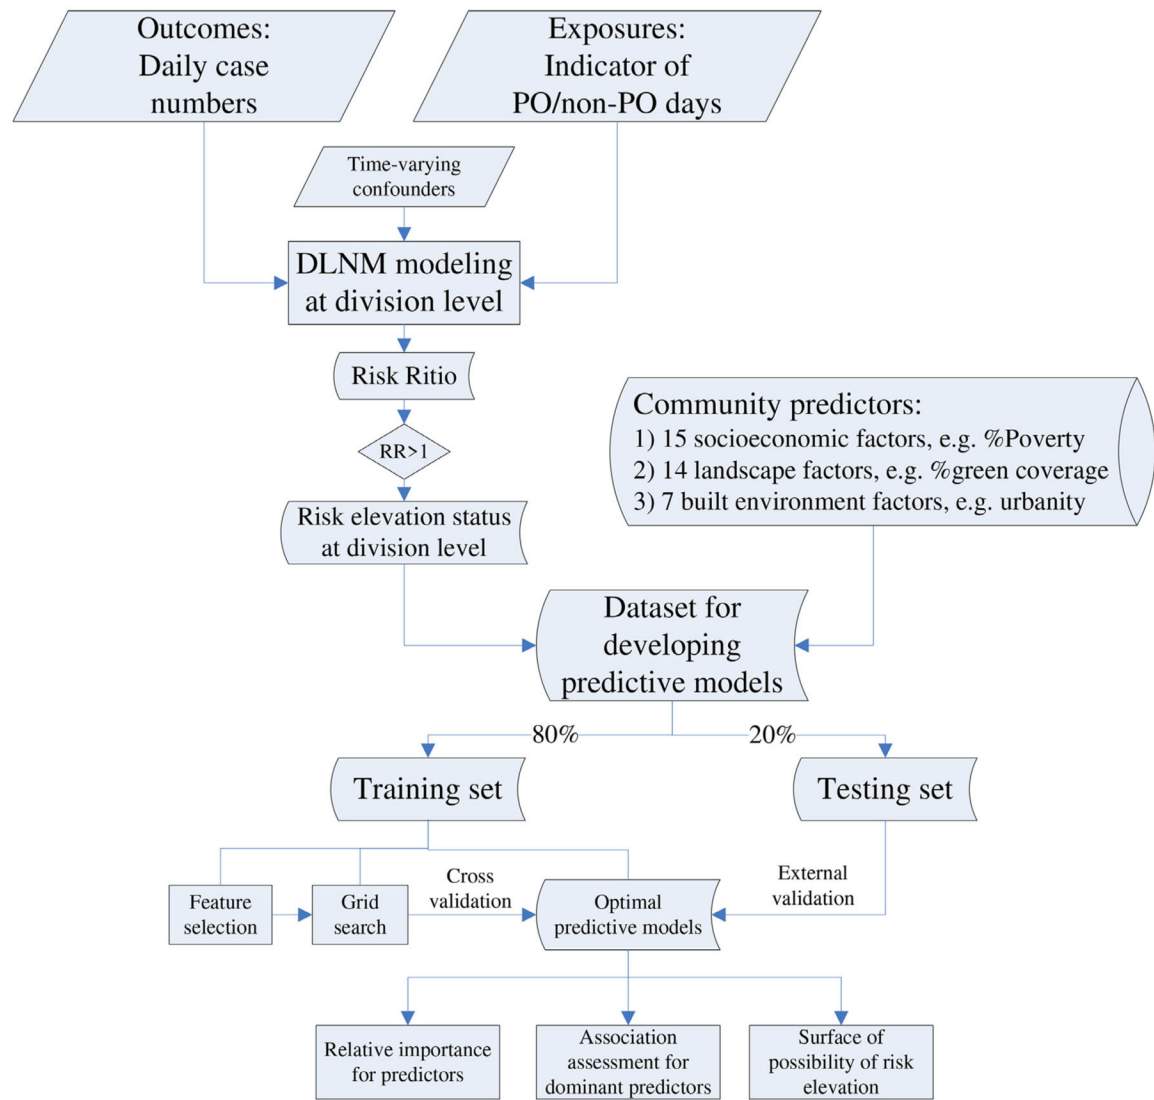 Outcomes:
Daily case
numbers
Exposures:
Indicator of
PO/non-PO days
Time-varying
confounders
DLNM modeling
at division level
Risk Ritio
RR>1
Risk elevation status
at division level
Community predictors:
1) 15 socioeconomic factors, e.g. %Poverty
2) 14 landscape factors, e.g. %green coverage
3) 7 built environment factors, e.g. urbanity
Dataset for
developing
predictive models
80%
20%
Training set
Testing set
Feature
selection
Grid
search
Cross
validation
Optimal
predictive models
External
validation
Relative importance
for predictors
Association
assessment for
dominant predictors
Surface of
possibility of risk
elevation